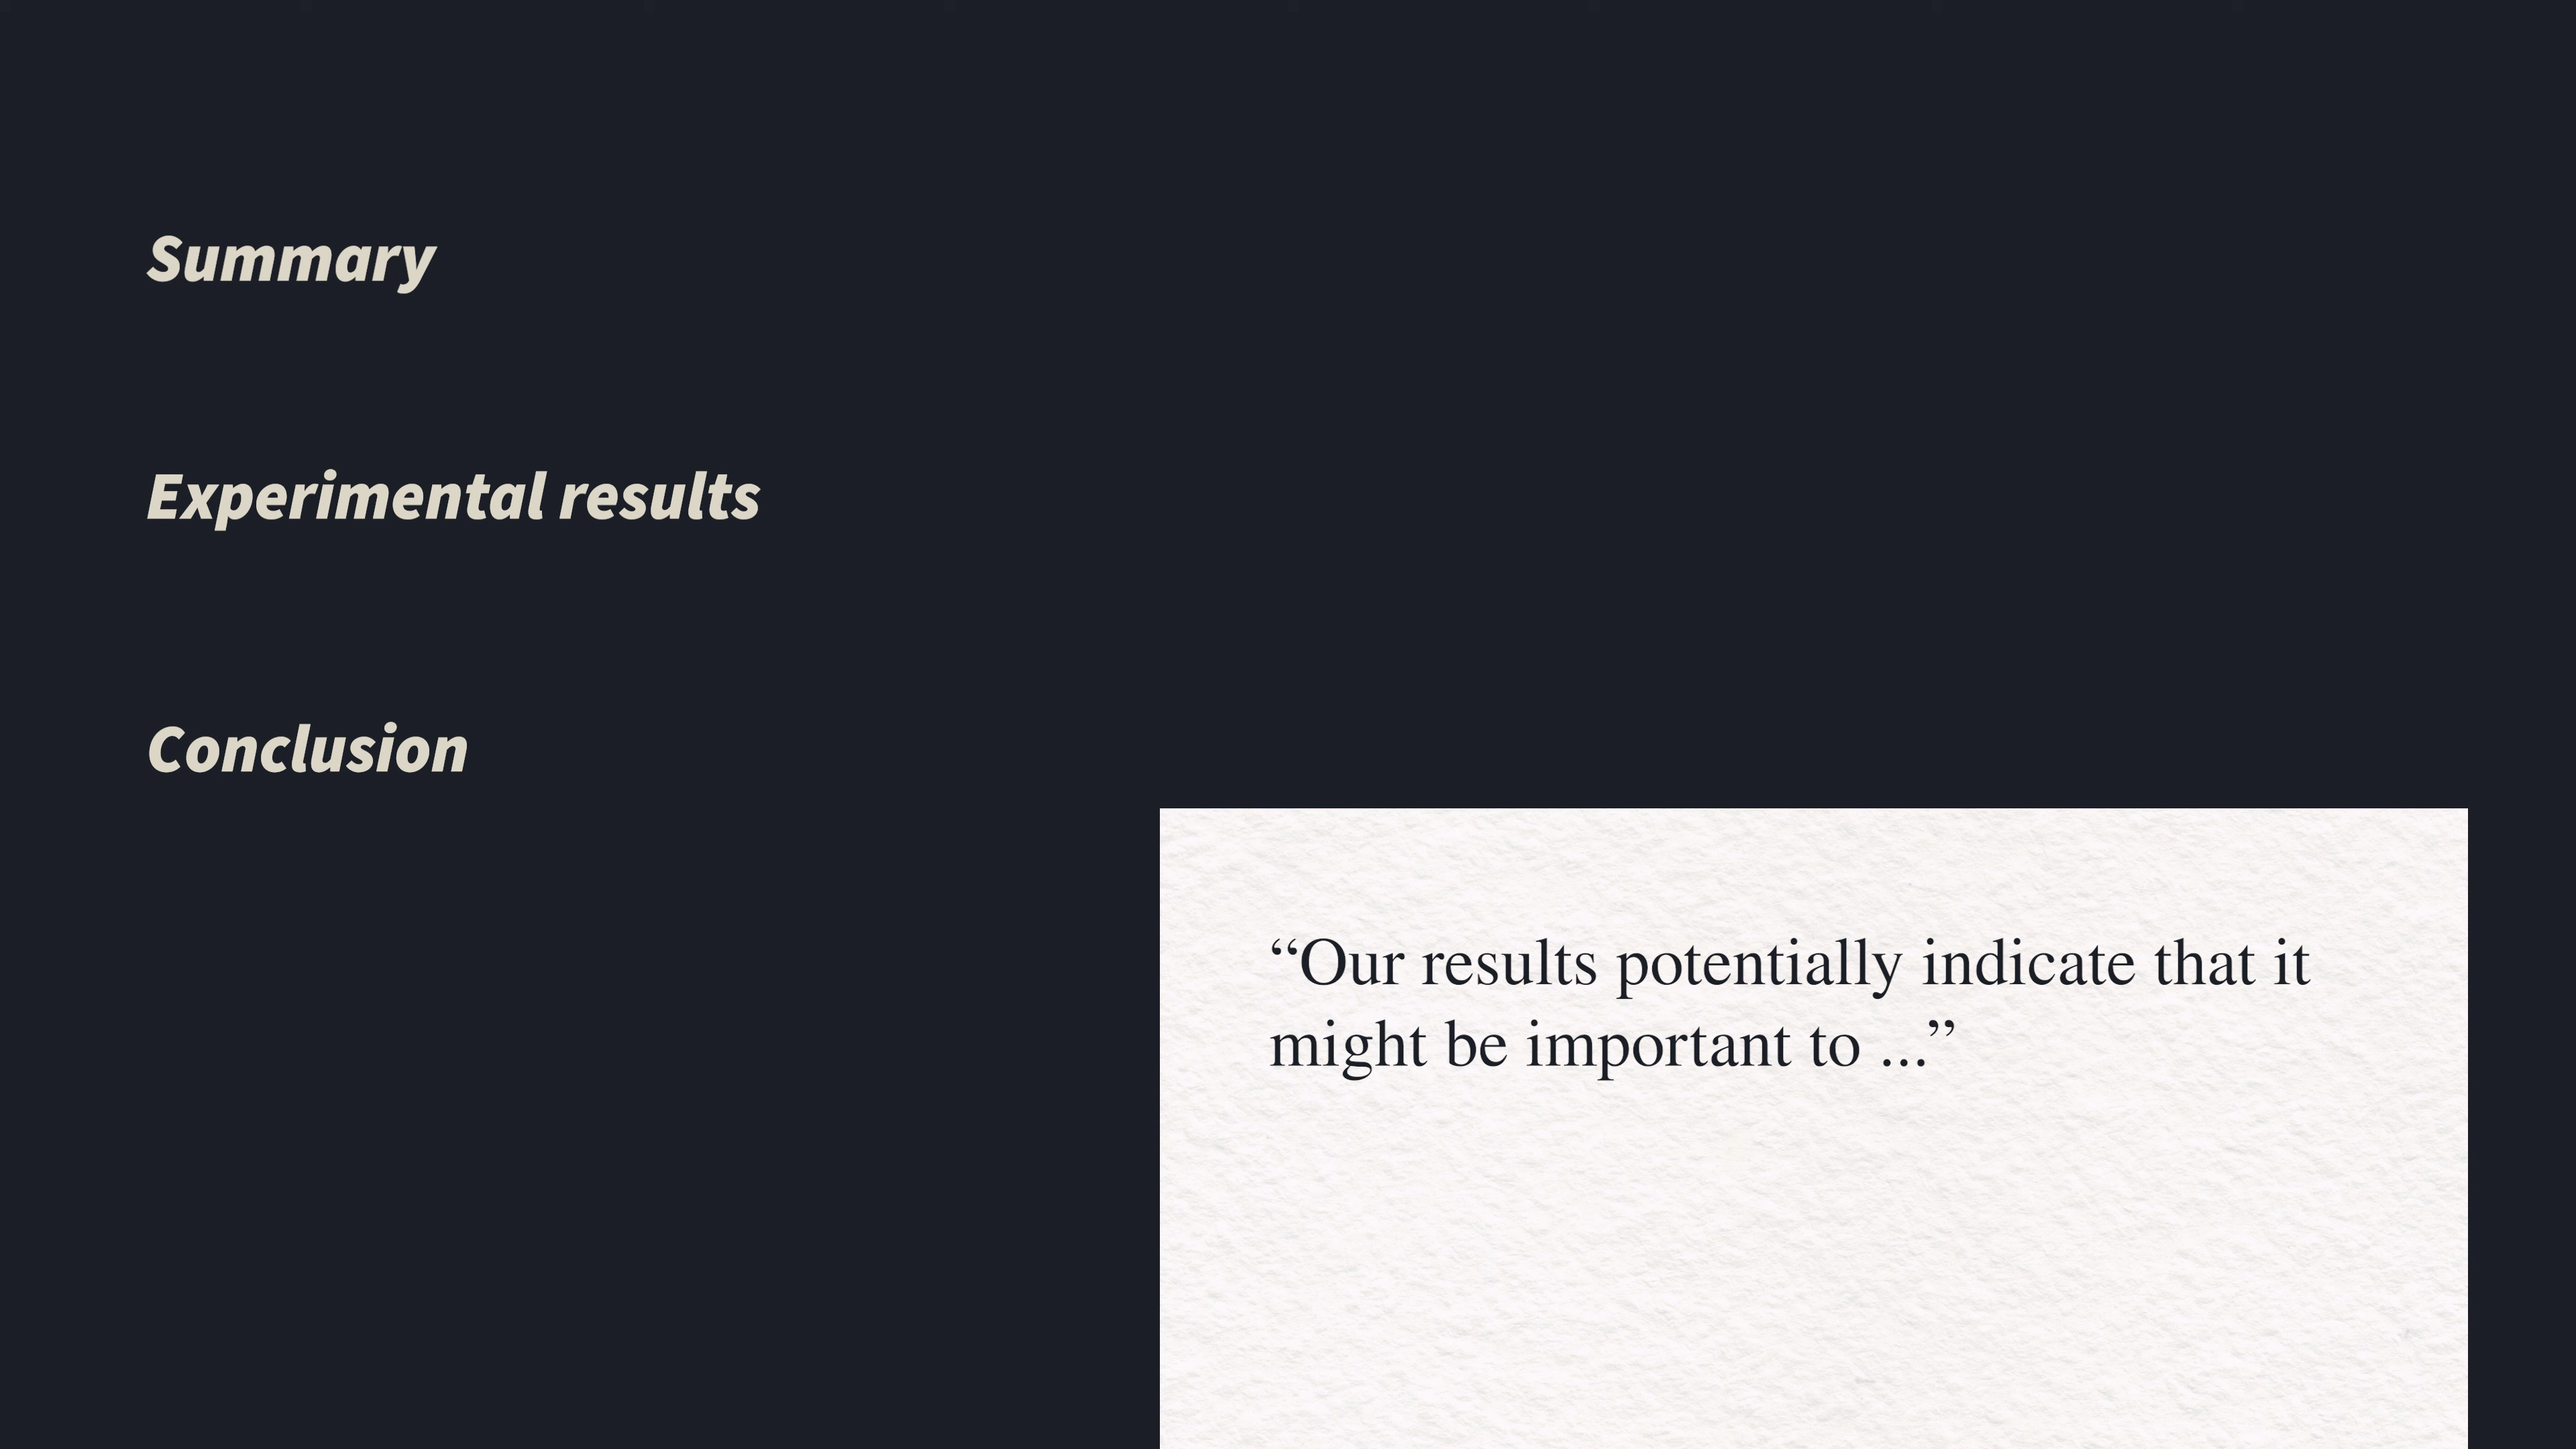 Summary
Experimental results
Conclusion
“Our results potentially indicate that it
might be important to ...”